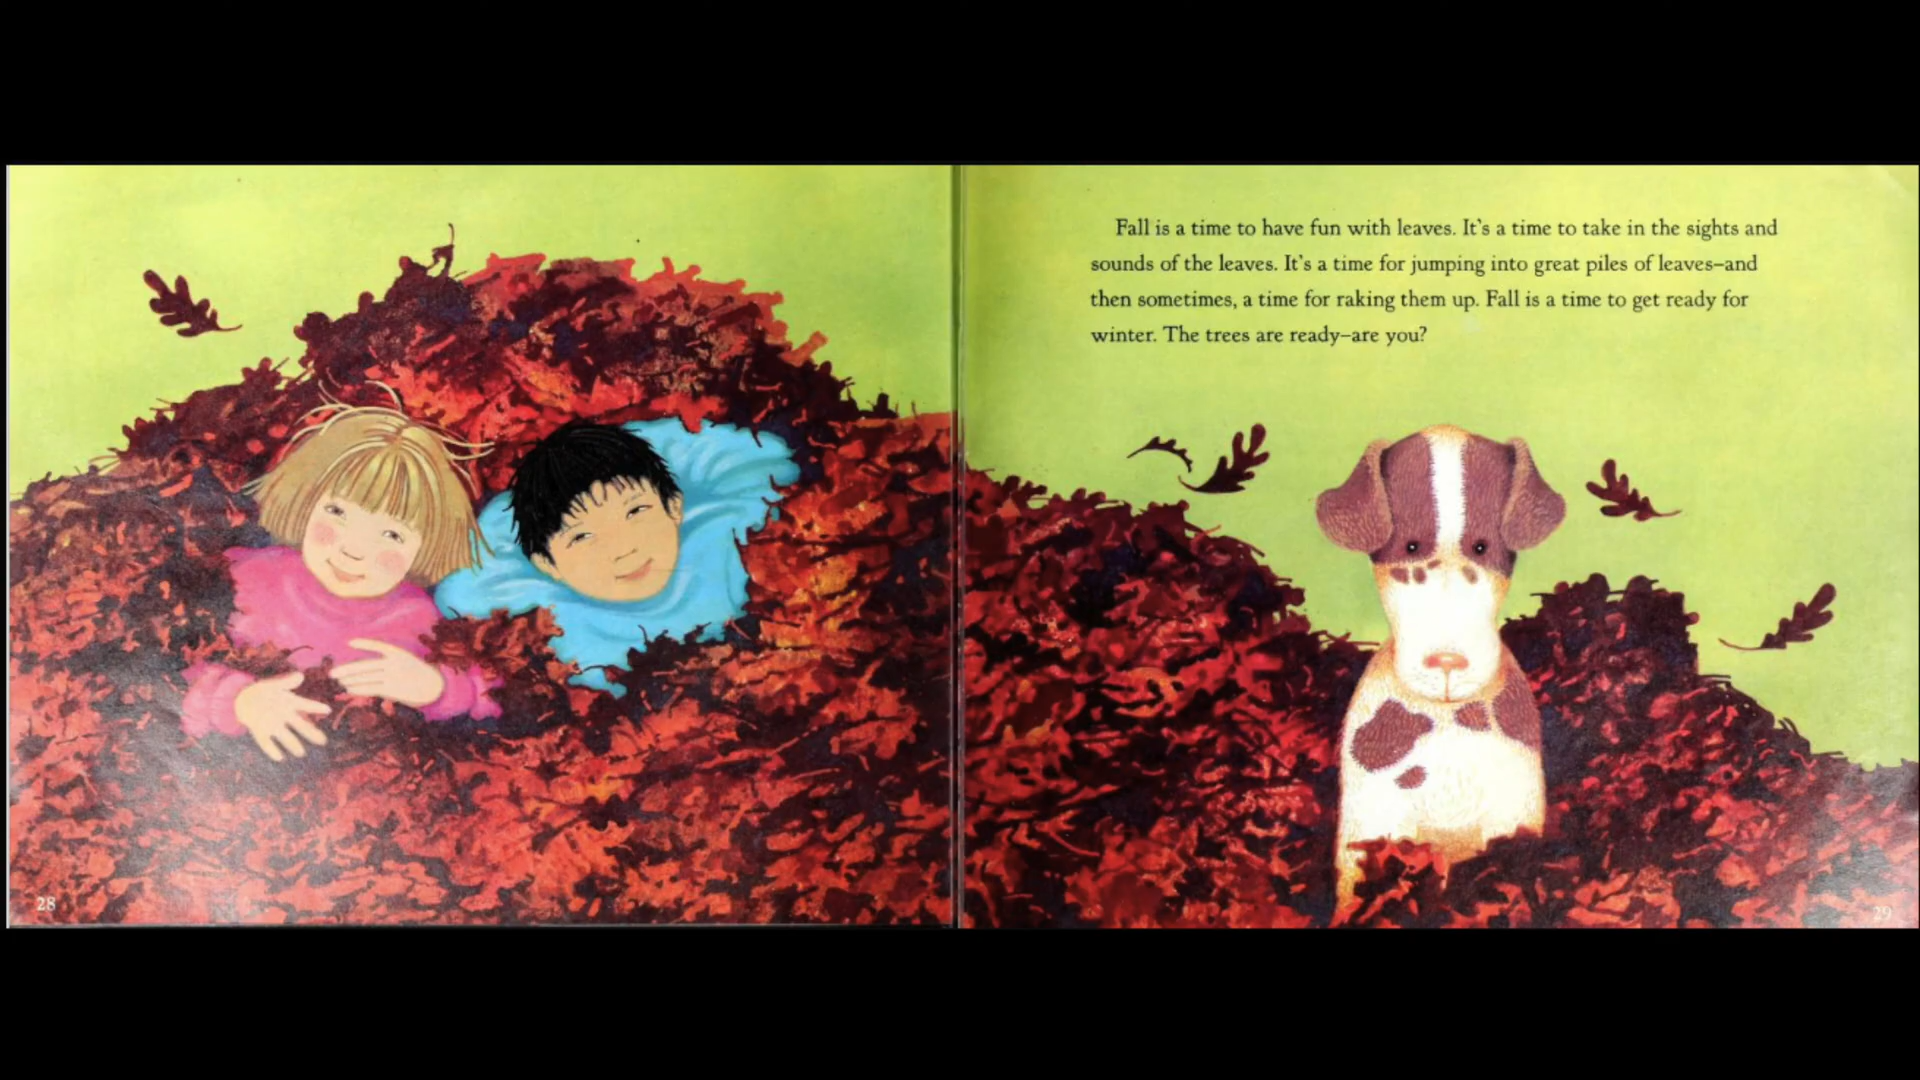 Fall is a time to have fun with leaves. It's a time to take in the sights and
sounds of the leaves. It's a time for jumping into great piles of leaves–and
then sometimes, a time for raking them up. Fall is a time to get ready for
winter. The trees are ready–are you?
28
29